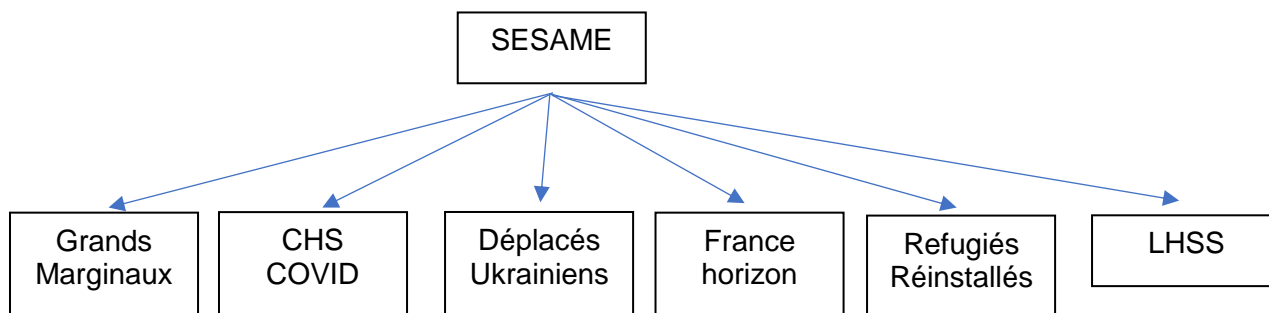 SESAME
Grands
Marginaux
CHS
COVID
Déplacés
Ukrainiens
France
horizon
Refugiés
Réinstallés
LHSS